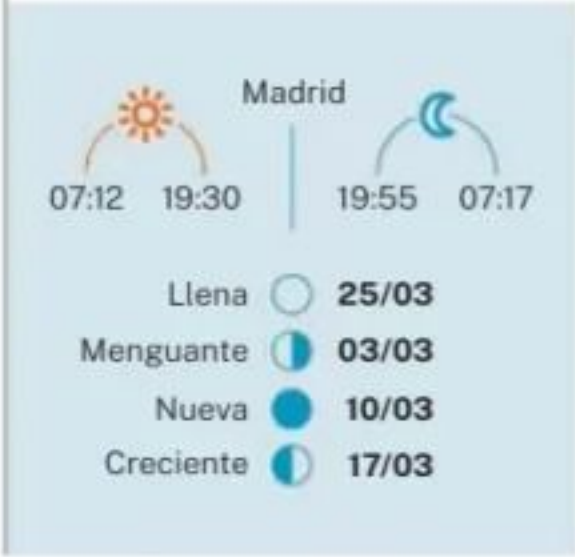 Madrid
07:12 19:30 19:55 07:17
Llena 25/03
Menguante 03/03
Nueva 10/03
Creciente 17/03